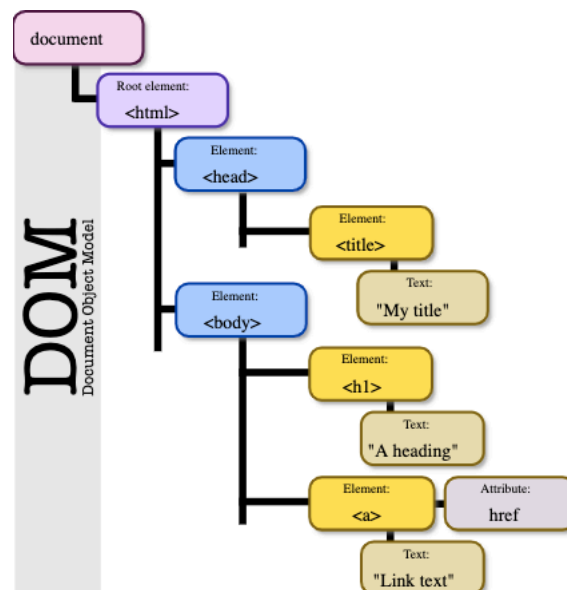 document
Root element:
<html>
Element:
<head>
Element:
<title>
Text:
"My title"
Element:
<body>
Element:
<h1>
Text:
"A heading"
Element:
<a>
Attribute:
href
Text:
"Link text"
DOM
Document Object Model